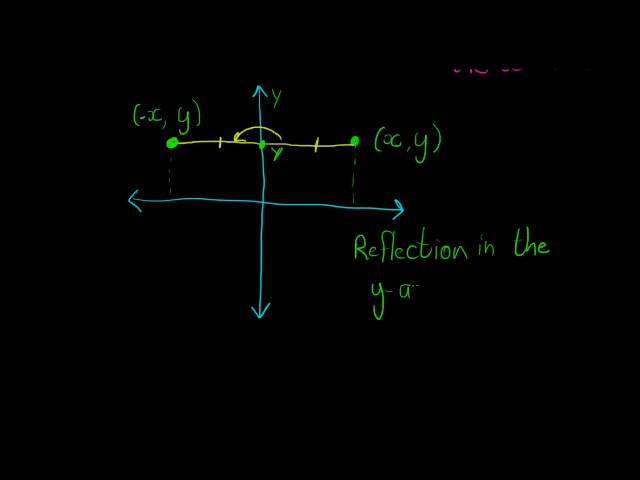 y
(-x, y)
(x, y)
y
Reflection in the
y-a